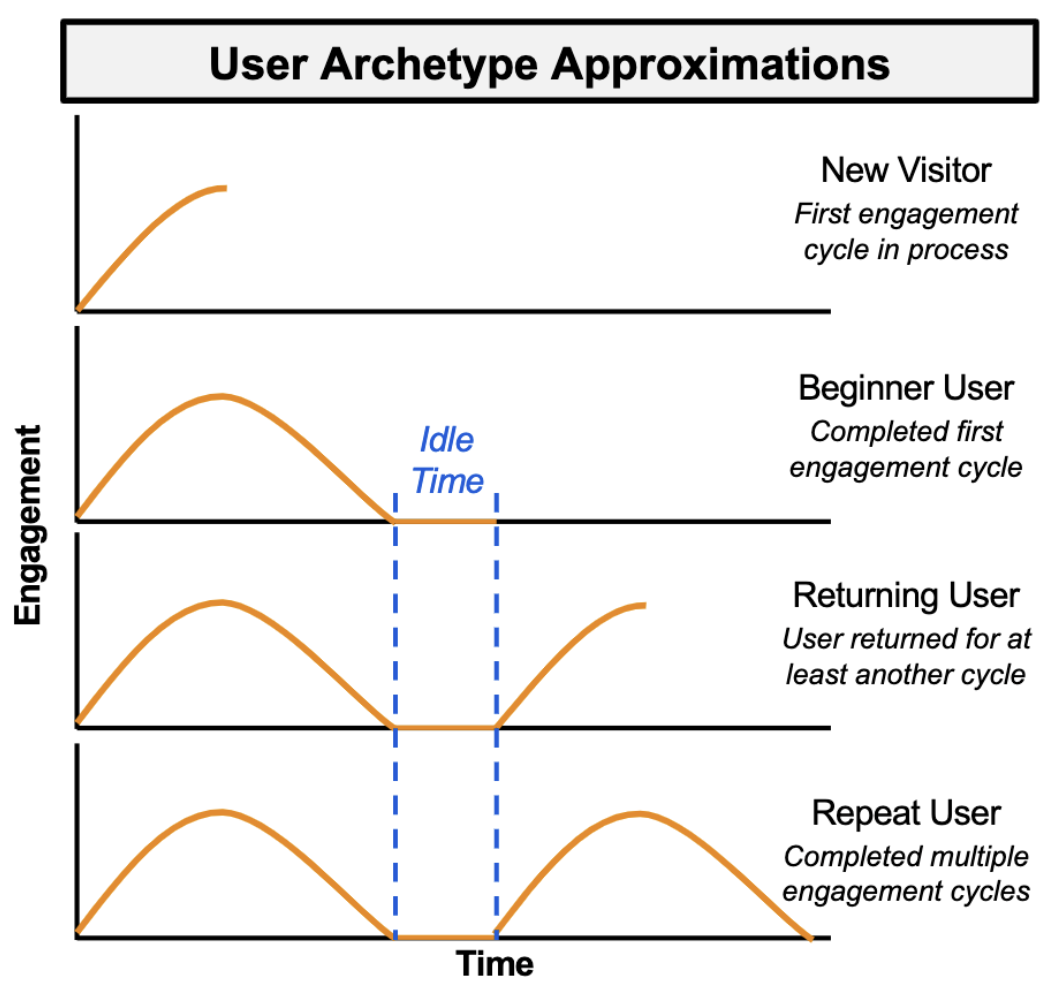 User Archetype Approximations
New Visitor
First engagement
cycle in process
Beginner User
Completed first
engagement cycle
Idle
Time
Engagement
Returning User
User returned for at
least another cycle
Repeat User
Completed multiple
engagement cycles
Time